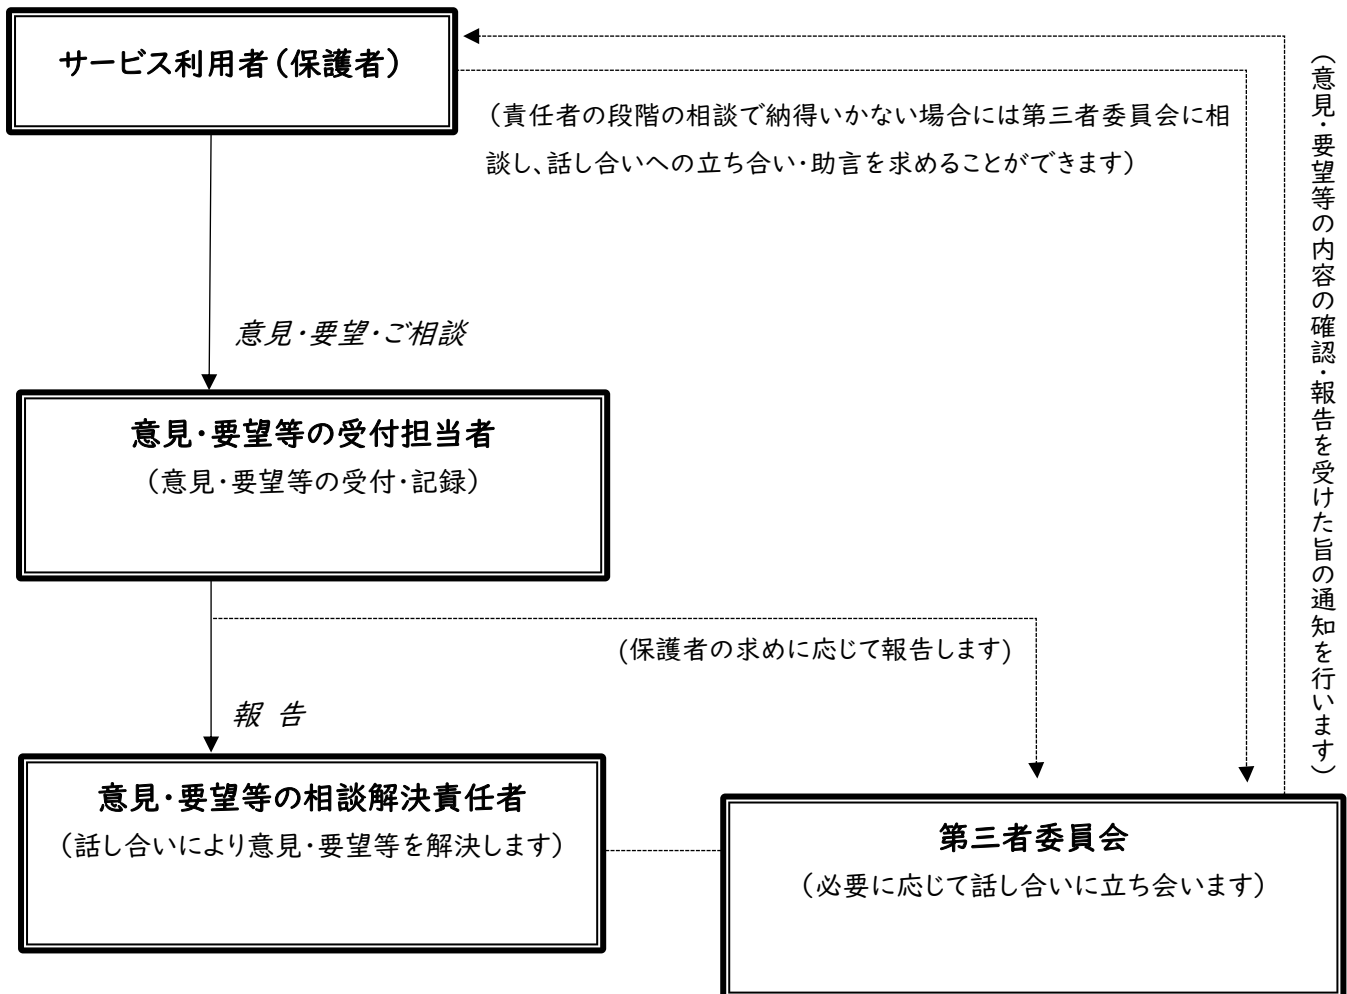 サービス利用者（保護者）
（責任者の段階の相談で納得いかない場合には第三者委員会に相
談し、話し合いへの立ち合い・助言を求めることができます）
（意見・要望等の内容の確認・報告を受けた旨の通知を行います）
意見・要望・ご相談
意見・要望等の受付担当者
（意見・要望等の受付・記録）
(保護者の求めに応じて報告します)
報 告
意見・要望等の相談解決責任者
（話し合いにより意見・要望等を解決します）
第三者委員会
（必要に応じて話し合いに立ち会います）